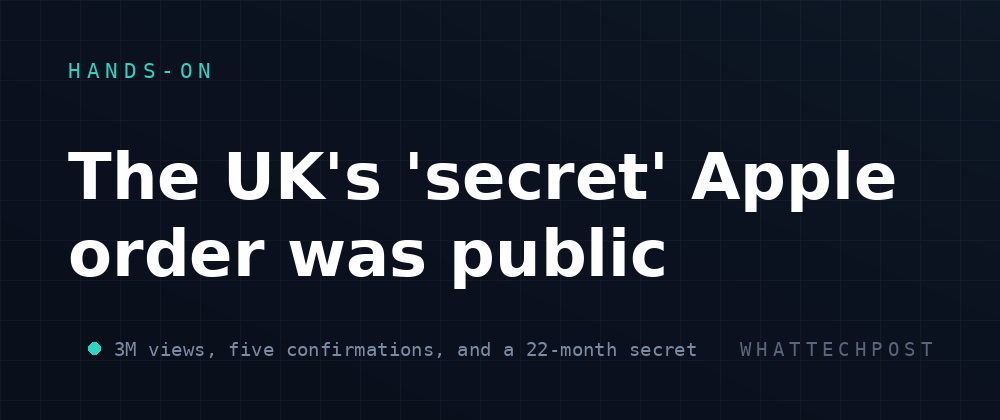 HANDS-ON
The UK's 'secret' Apple
order was public
3M views, five confirmations, and a 22-month secret
WHATTECHPOST